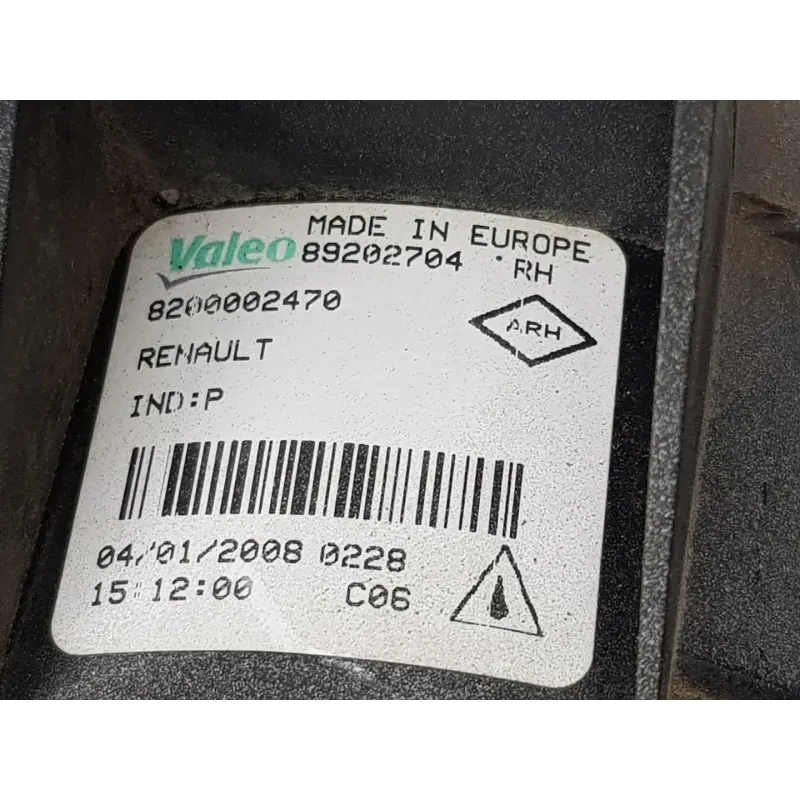 Valeo MADE IN EUROPE
89202704 RH
8200002470
ARH
RENAULT
IND:P
04/01/2008 0228
15:12:00 C06